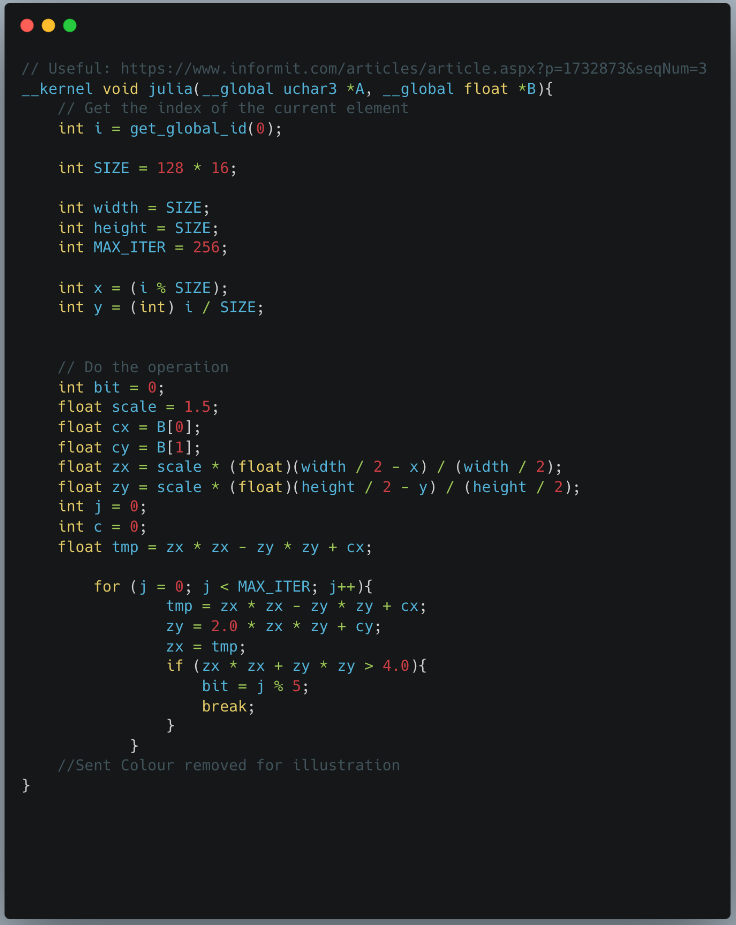 // Useful: https://www.informit.com/articles/article.aspx?p=1732873&seqNum=3
__kernel void julia(__global uchar3 *A, __global float *B){
    // Get the index of the current element
    int i = get_global_id(0);

    int SIZE = 128 * 16;

    int width = SIZE;
    int height = SIZE;
    int MAX_ITER = 256;

    int x = (i % SIZE);
    int y = (int) i / SIZE;


    // Do the operation
    int bit = 0;
    float scale = 1.5;
    float cx = B[0];
    float cy = B[1];
    float zx = scale * (float)(width / 2 - x) / (width / 2);
    float zy = scale * (float)(height / 2 - y) / (height / 2);
    int j = 0;
    int c = 0;
    float tmp = zx * zx - zy * zy + cx;

        for (j = 0; j < MAX_ITER; j++){
                tmp = zx * zx - zy * zy + cx;
                zy = 2.0 * zx * zy + cy;
                zx = tmp;
                if (zx * zx + zy * zy > 4.0){
                    bit = j % 5;
                    break;
                }
            }
    //Sent Colour removed for illustration
}